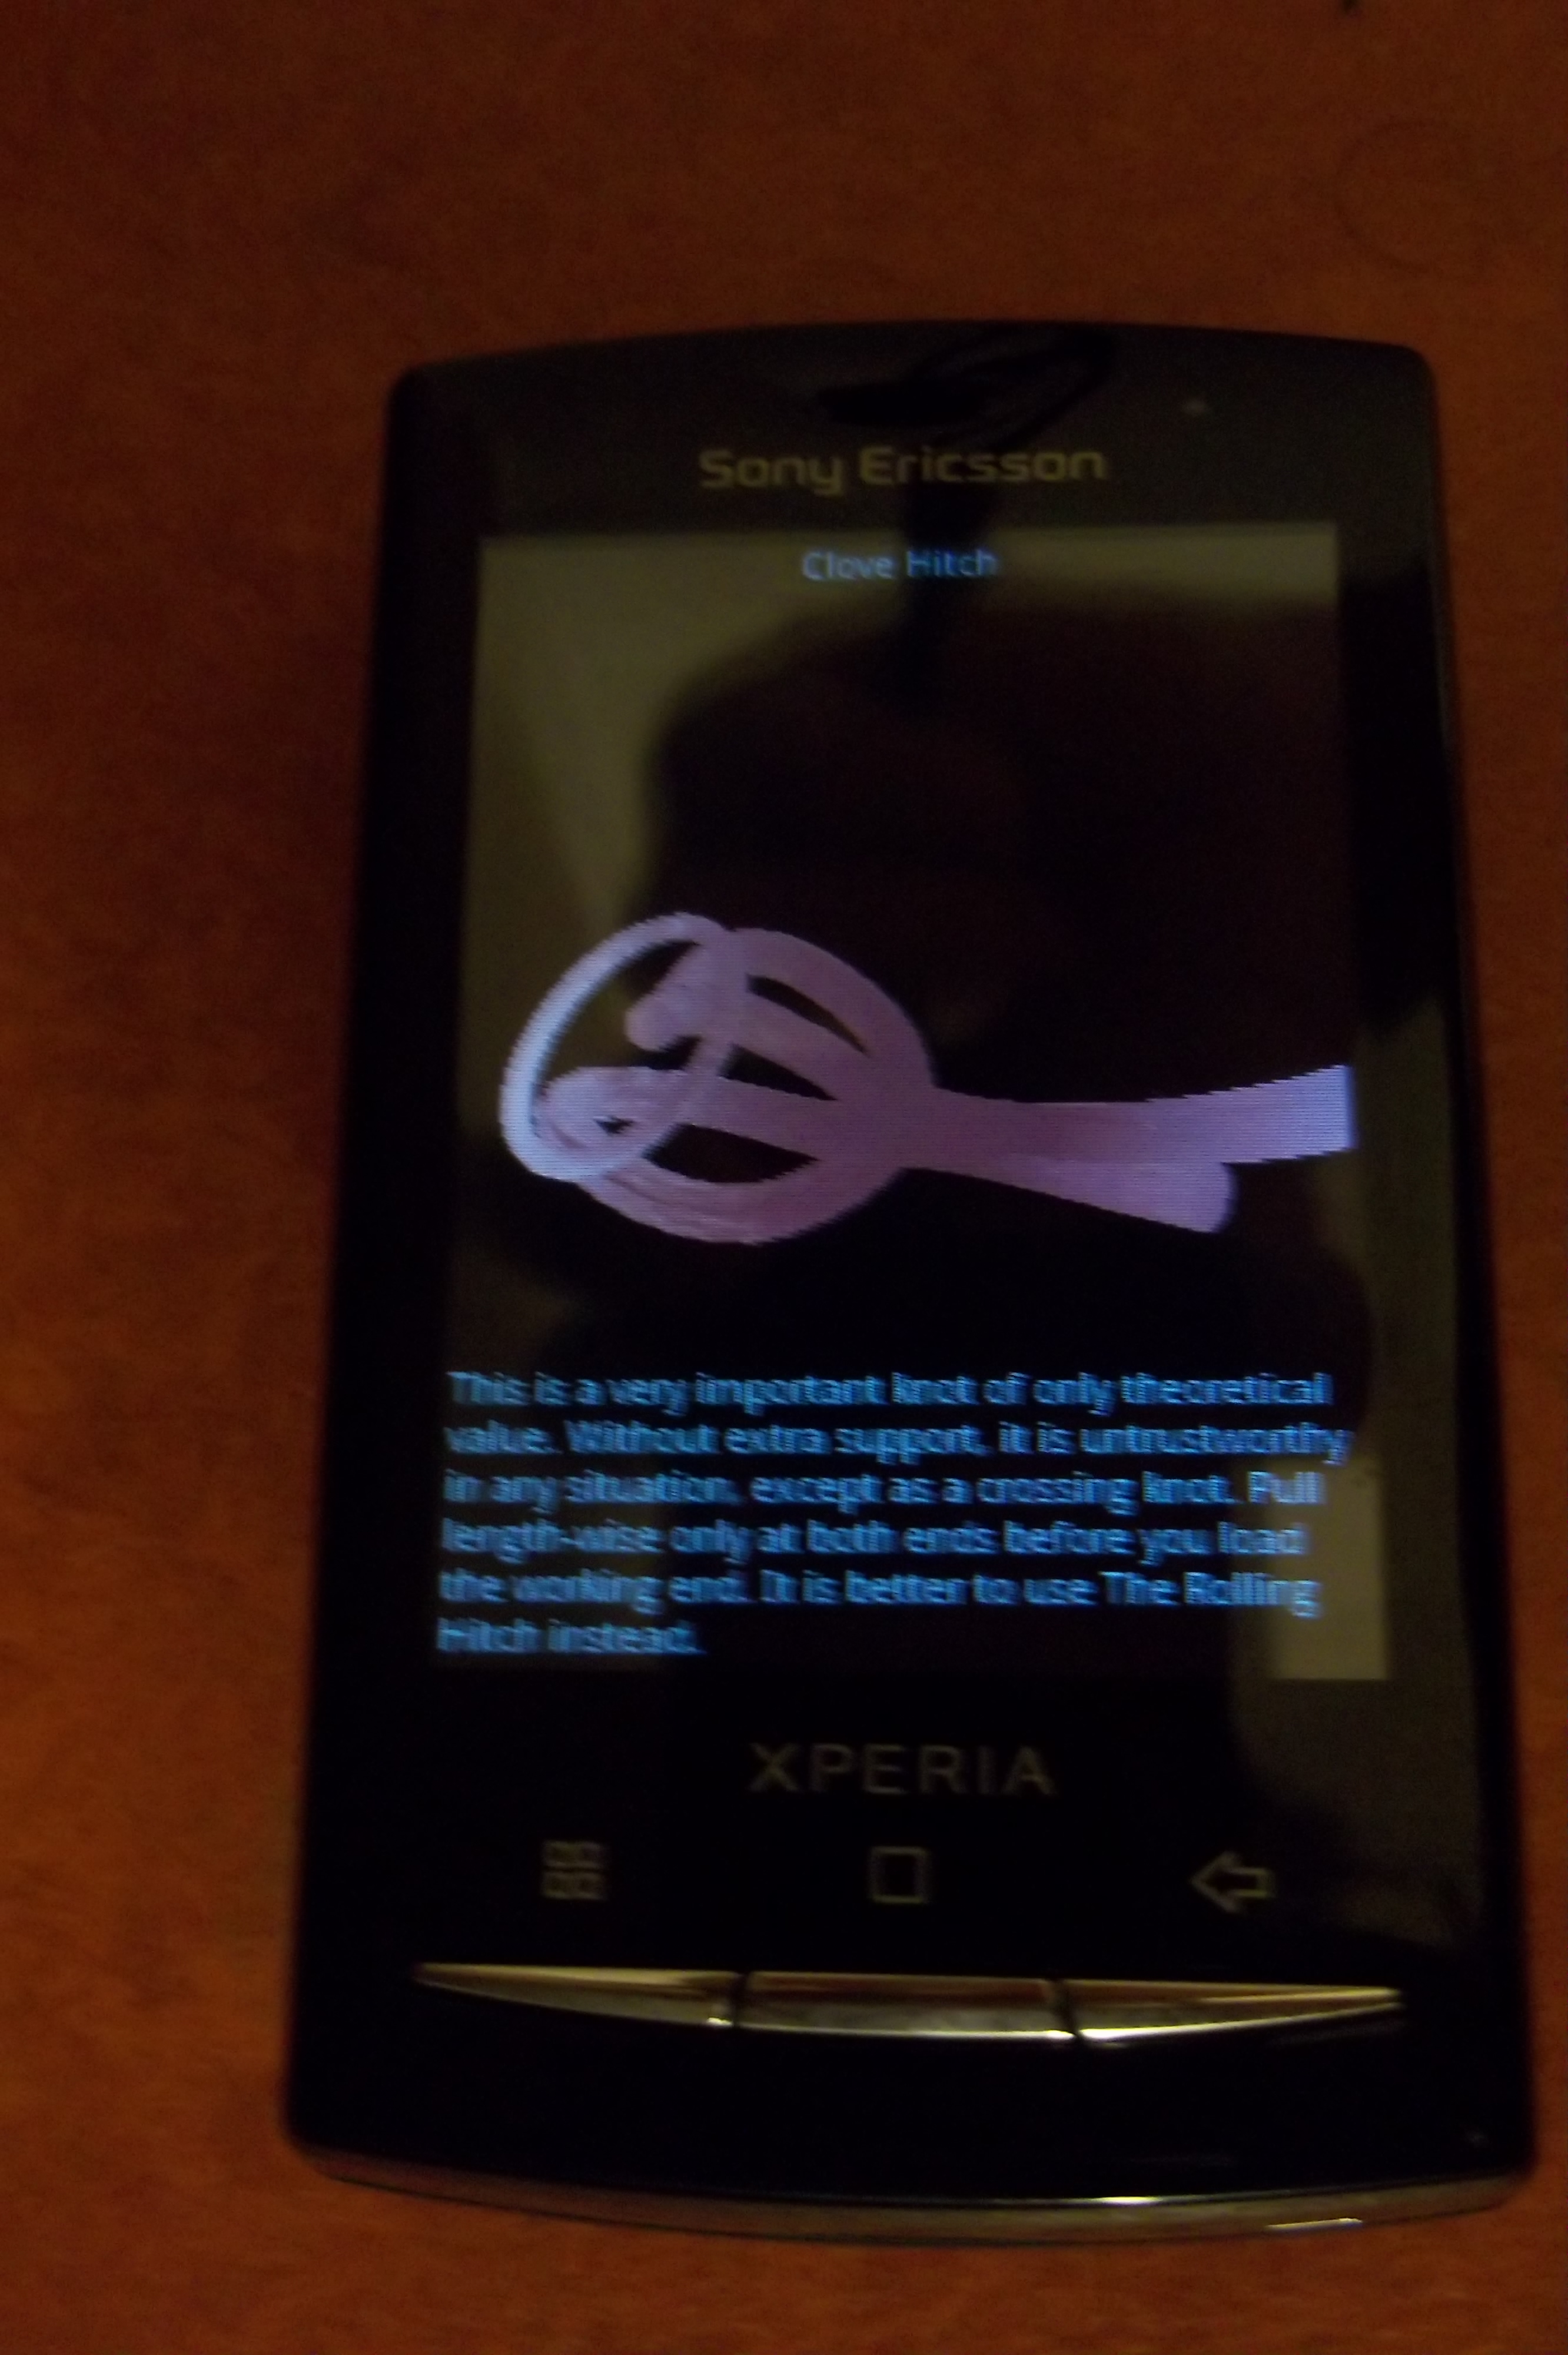 Sony Ericsson
Clove Hitch
This is a very important knot of only theoretical
value. Without extra support, it is untrustworthy
in any situation, except as a crossing knot. Pull
length-wise only at both ends before you load
the working end. It is better to use The Rolling
Hitch instead.
XPERIA